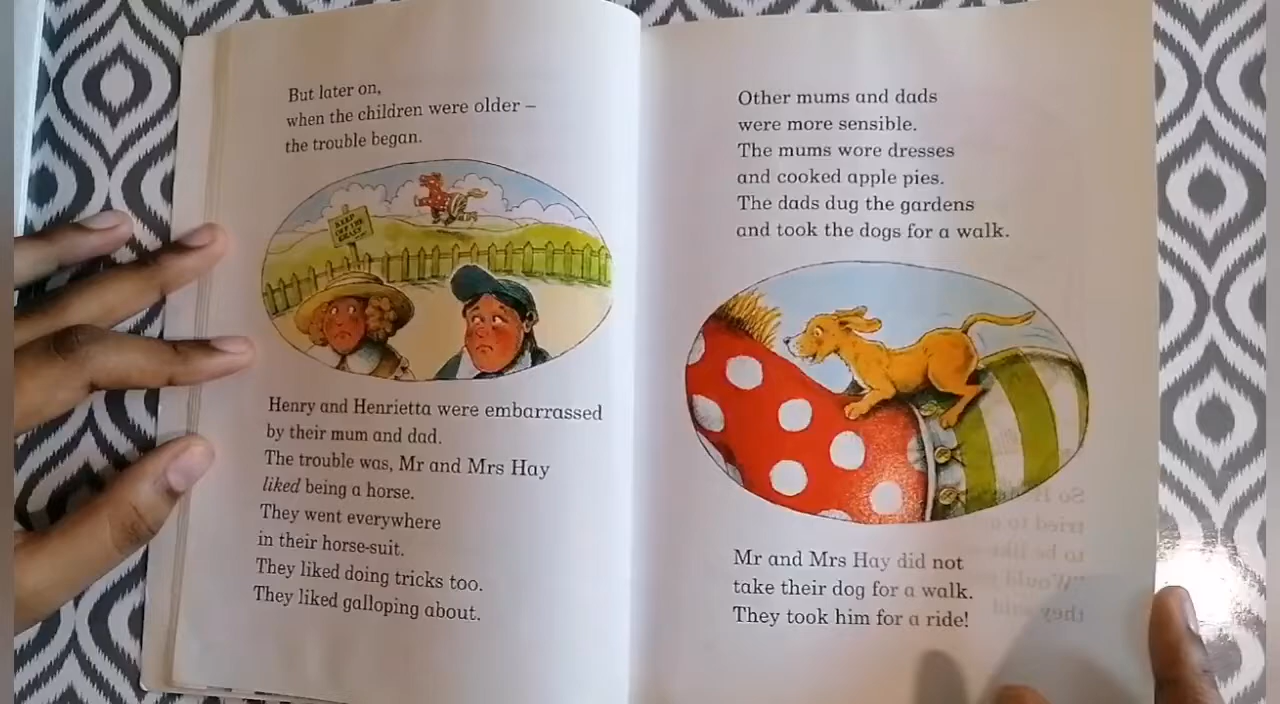 But later on,
when the children were older –
the trouble began.
KEEP
OFF THE
GRASS
Henry and Henrietta were embarrassed
by their mum and dad.
The trouble was, Mr and Mrs Hay
liked being a horse.
They went everywhere
in their horse-suit.
They liked doing tricks too.
They liked galloping about.
Other mums and dads
were more sensible.
The mums wore dresses
and cooked apple pies.
The dads dug the gardens
and took the dogs for a walk.
Mr and Mrs Hay did not
take their dog for a walk.
They took him for a ride!